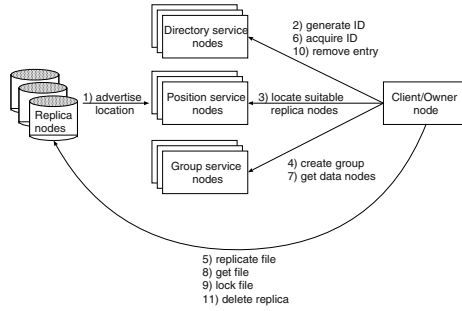 Directory service
nodes
2) generate ID
6) acquire ID
10) remove entry
Replica
nodes
1) advertise
location
Position service
nodes
3) locate suitable
replica nodes
Client/Owner
node
Group service
nodes
4) create group
7) get data nodes
5) replicate file
8) get file
9) lock file
11) delete replica